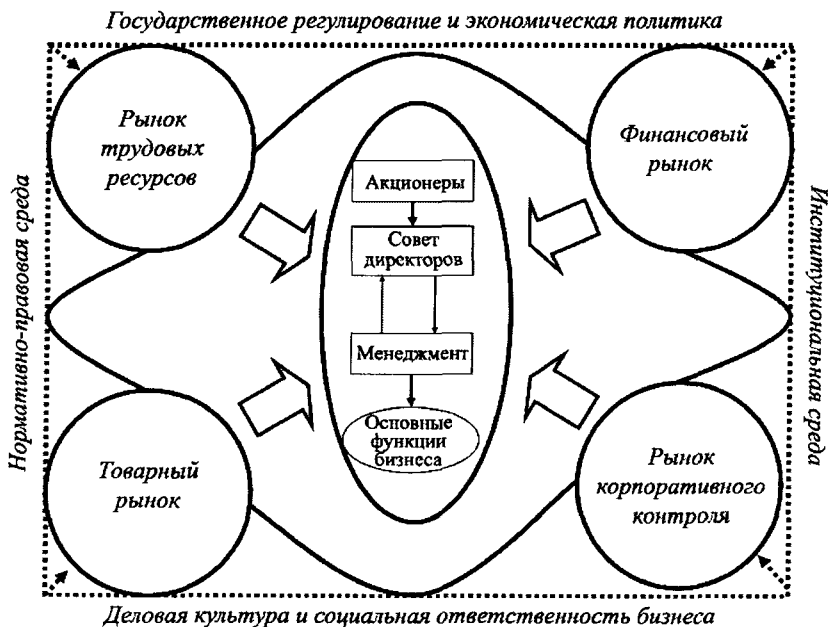 Государственное регулирование и экономическая политика
Рынок
трудовых
ресурсов
Финансовый
рынок
Акционеры
Совет
директоров
Менеджмент
Основные
функции
бизнеса
Нормативно-правовая среда
Институциональная среда
Товарный
рынок
Рынок
корпоративного
контроля
Деловая культура и социальная ответственность бизнеса